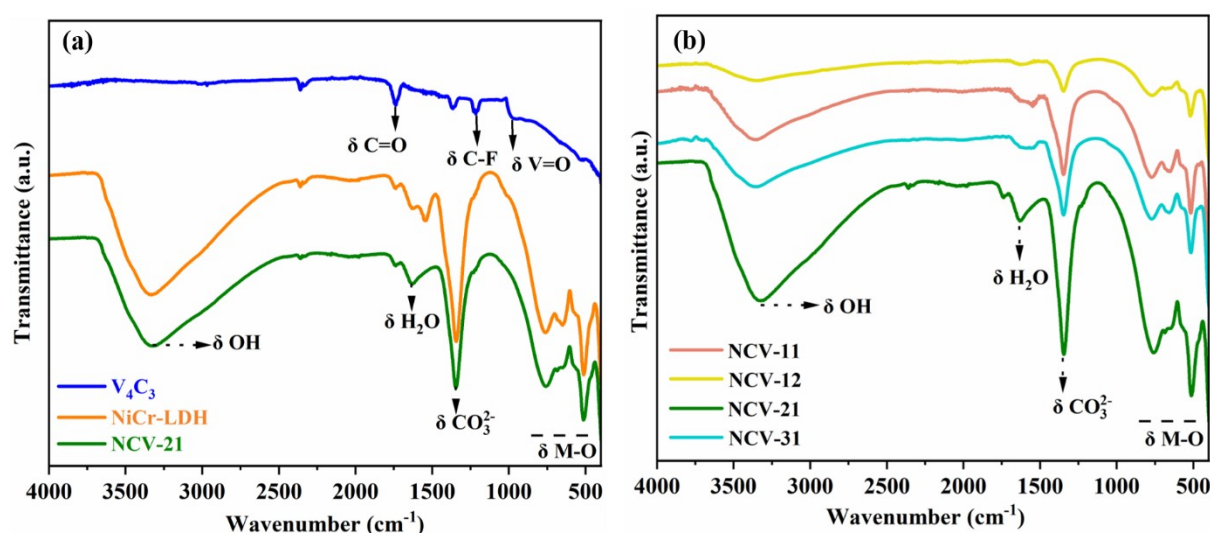 (a)
Transmittance (a.u.)
δ C=O
δ C-F
δ V=O
δ H₂O
δ OH
δ CO₃²⁻
δ M-O
V₄C₃
NiCr-LDH
NCV-21
4000 3500 3000 2500 2000 1500 1000 500
Wavenumber (cm⁻¹)
(b)
Transmittance (a.u.)
δ H₂O
δ OH
δ CO₃²⁻
δ M-O
NCV-11
NCV-12
NCV-21
NCV-31
4000 3500 3000 2500 2000 1500 1000 500
Wavenumber (cm⁻¹)